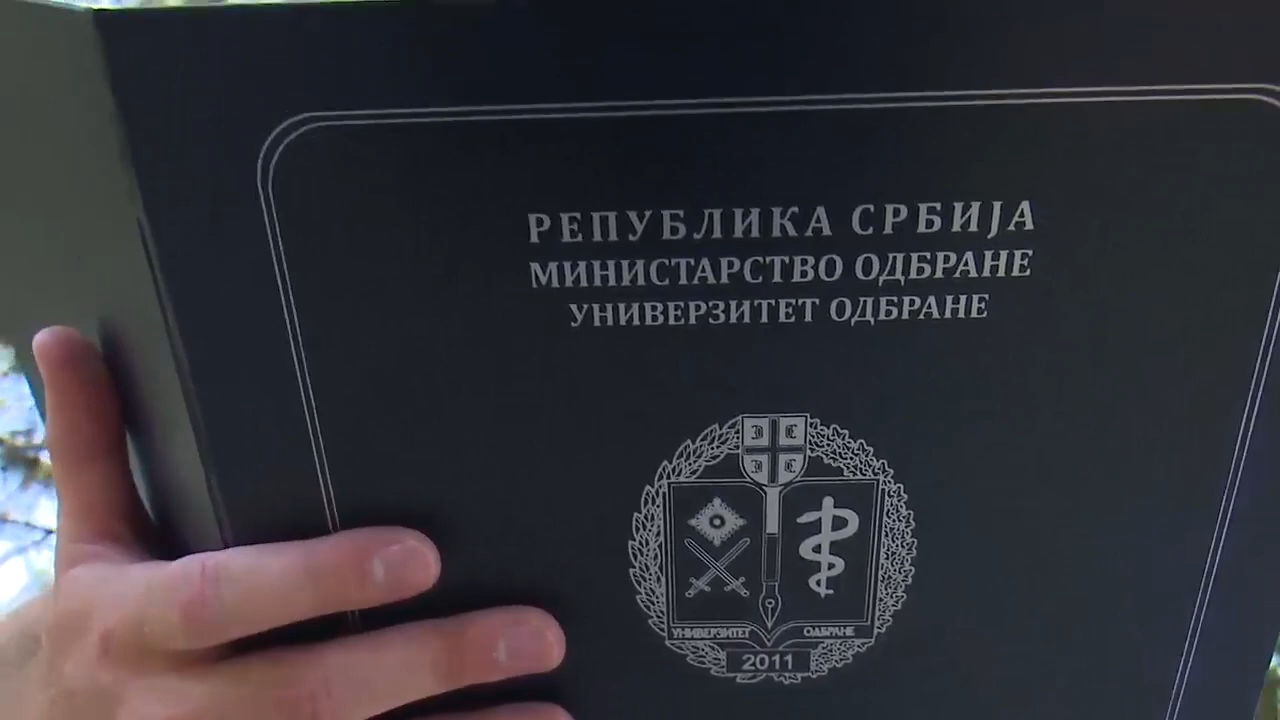 РЕПУБЛИКА СРБИЈА
МИНИСТАРСТВО ОДБРАНЕ
УНИВЕРЗИТЕТ ОДБРАНЕ
УНИВЕРЗИТЕТ ОДБРАНЕ
2011